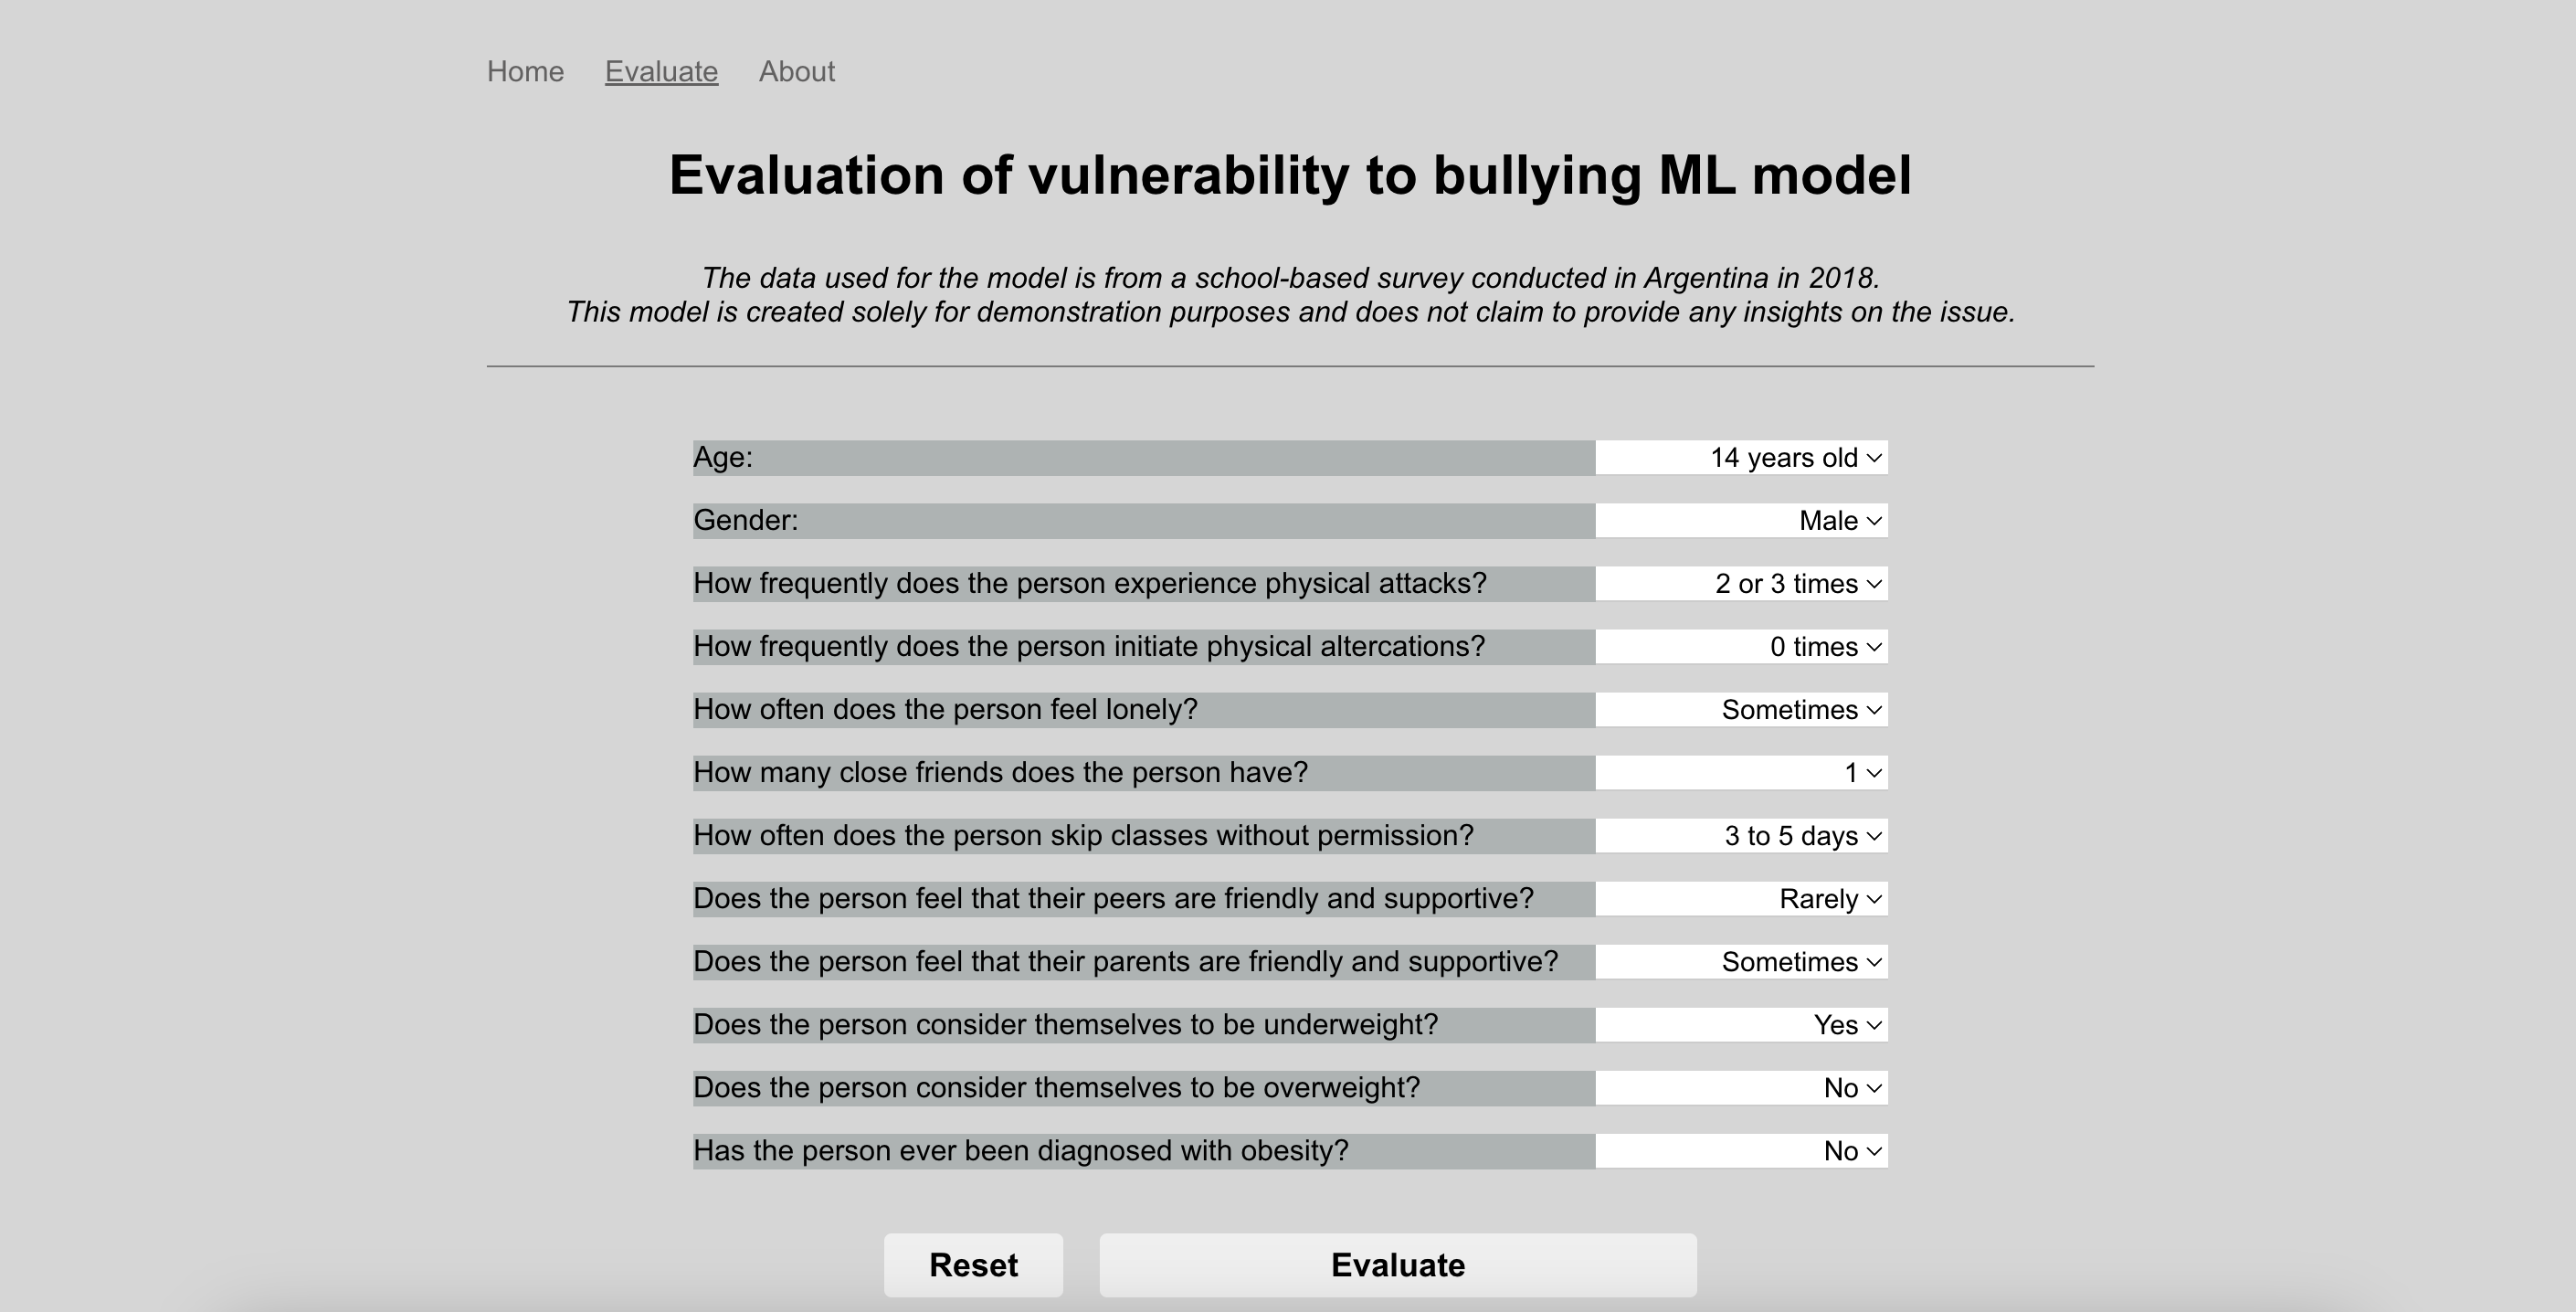 Home Evaluate About
Evaluation of vulnerability to bullying ML model
The data used for the model is from a school-based survey conducted in Argentina in 2018.
This model is created solely for demonstration purposes and does not claim to provide any insights on the issue.
Age: 14 years old
Gender: Male
How frequently does the person experience physical attacks? 2 or 3 times
How frequently does the person initiate physical altercations? 0 times
How often does the person feel lonely? Sometimes
How many close friends does the person have? 1
How often does the person skip classes without permission? 3 to 5 days
Does the person feel that their peers are friendly and supportive? Rarely
Does the person feel that their parents are friendly and supportive? Sometimes
Does the person consider themselves to be underweight? Yes
Does the person consider themselves to be overweight? No
Has the person ever been diagnosed with obesity? No
Reset Evaluate